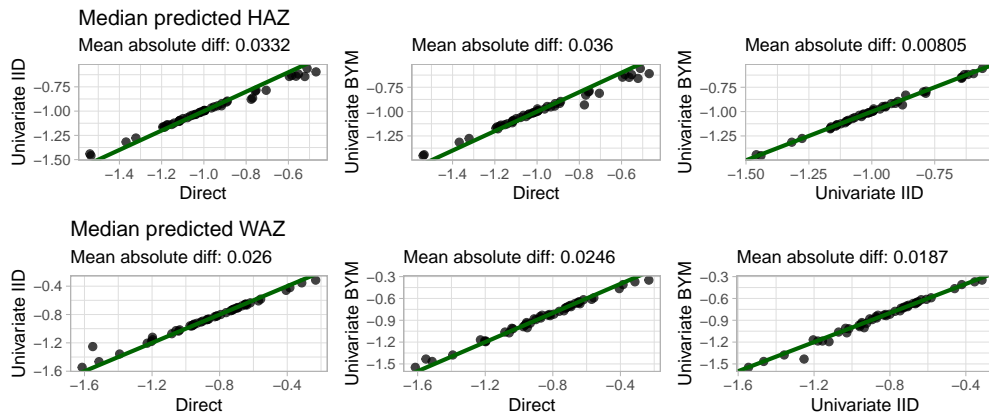 Median predicted HAZ
Mean absolute diff: 0.0332
Univariate IID
−0.75
−1.00
−1.25
−1.50
−1.4
−1.2
−1.0
−0.8
−0.6
Direct
Mean absolute diff: 0.036
Univariate BYM
−0.75
−1.00
−1.25
−1.4
−1.2
−1.0
−0.8
−0.6
Direct
Mean absolute diff: 0.00805
Univariate BYM
−0.75
−1.00
−1.25
−1.50
−1.25
−1.00
−0.75
Univariate IID
Median predicted WAZ
Mean absolute diff: 0.026
Univariate IID
−0.4
−0.8
−1.2
−1.6
−1.6
−1.2
−0.8
−0.4
Direct
Mean absolute diff: 0.0246
Univariate BYM
−0.3
−0.6
−0.9
−1.2
−1.5
−1.6
−1.2
−0.8
−0.4
Direct
Mean absolute diff: 0.0187
Univariate BYM
−0.3
−0.6
−0.9
−1.2
−1.5
−1.6
−1.2
−0.8
−0.4
Univariate IID